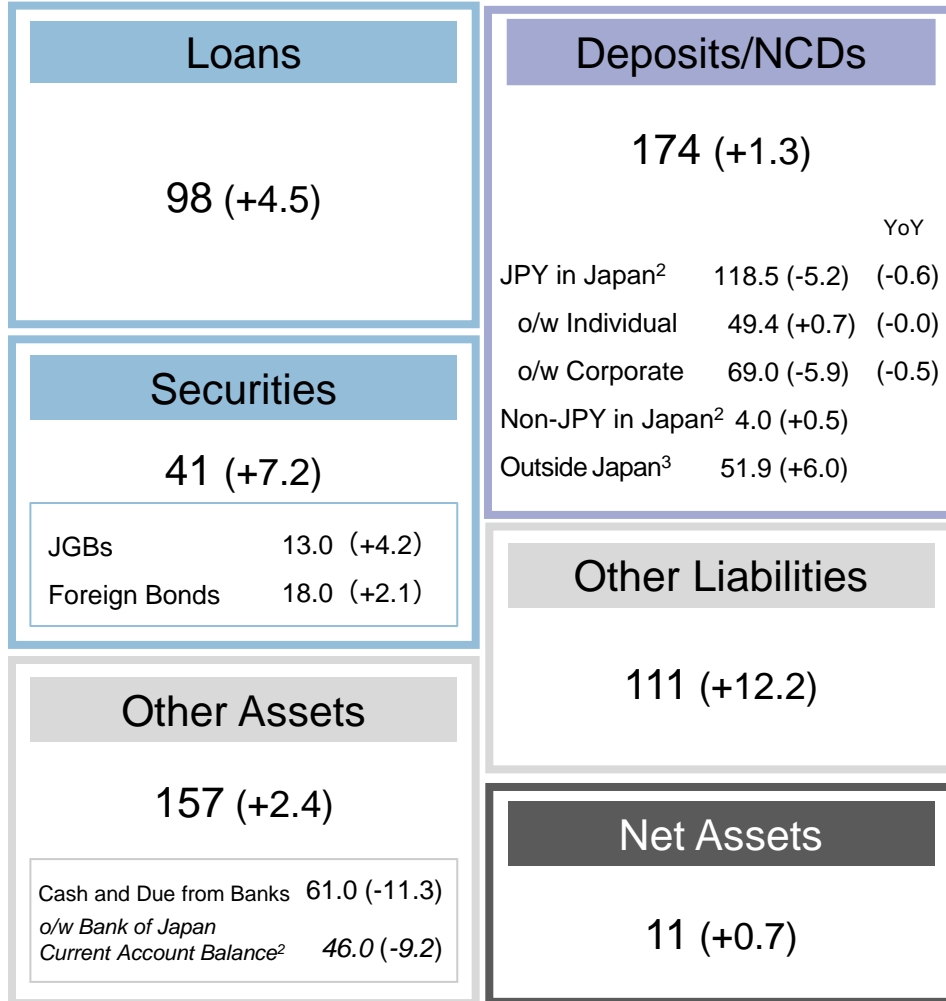 Loans
98 (+4.5)
Securities
41 (+7.2)
JGBs 13.0 (+4.2)
Foreign Bonds 18.0 (+2.1)
Other Assets
157 (+2.4)
Cash and Due from Banks 61.0 (-11.3)
o/w Bank of Japan
Current Account Balance² 46.0 (-9.2)
Deposits/NCDs
174 (+1.3)
YoY
JPY in Japan² 118.5 (-5.2) (-0.6)
o/w Individual 49.4 (+0.7) (-0.0)
o/w Corporate 69.0 (-5.9) (-0.5)
Non-JPY in Japan² 4.0 (+0.5)
Outside Japan³ 51.9 (+6.0)
Other Liabilities
111 (+12.2)
Net Assets
11 (+0.7)